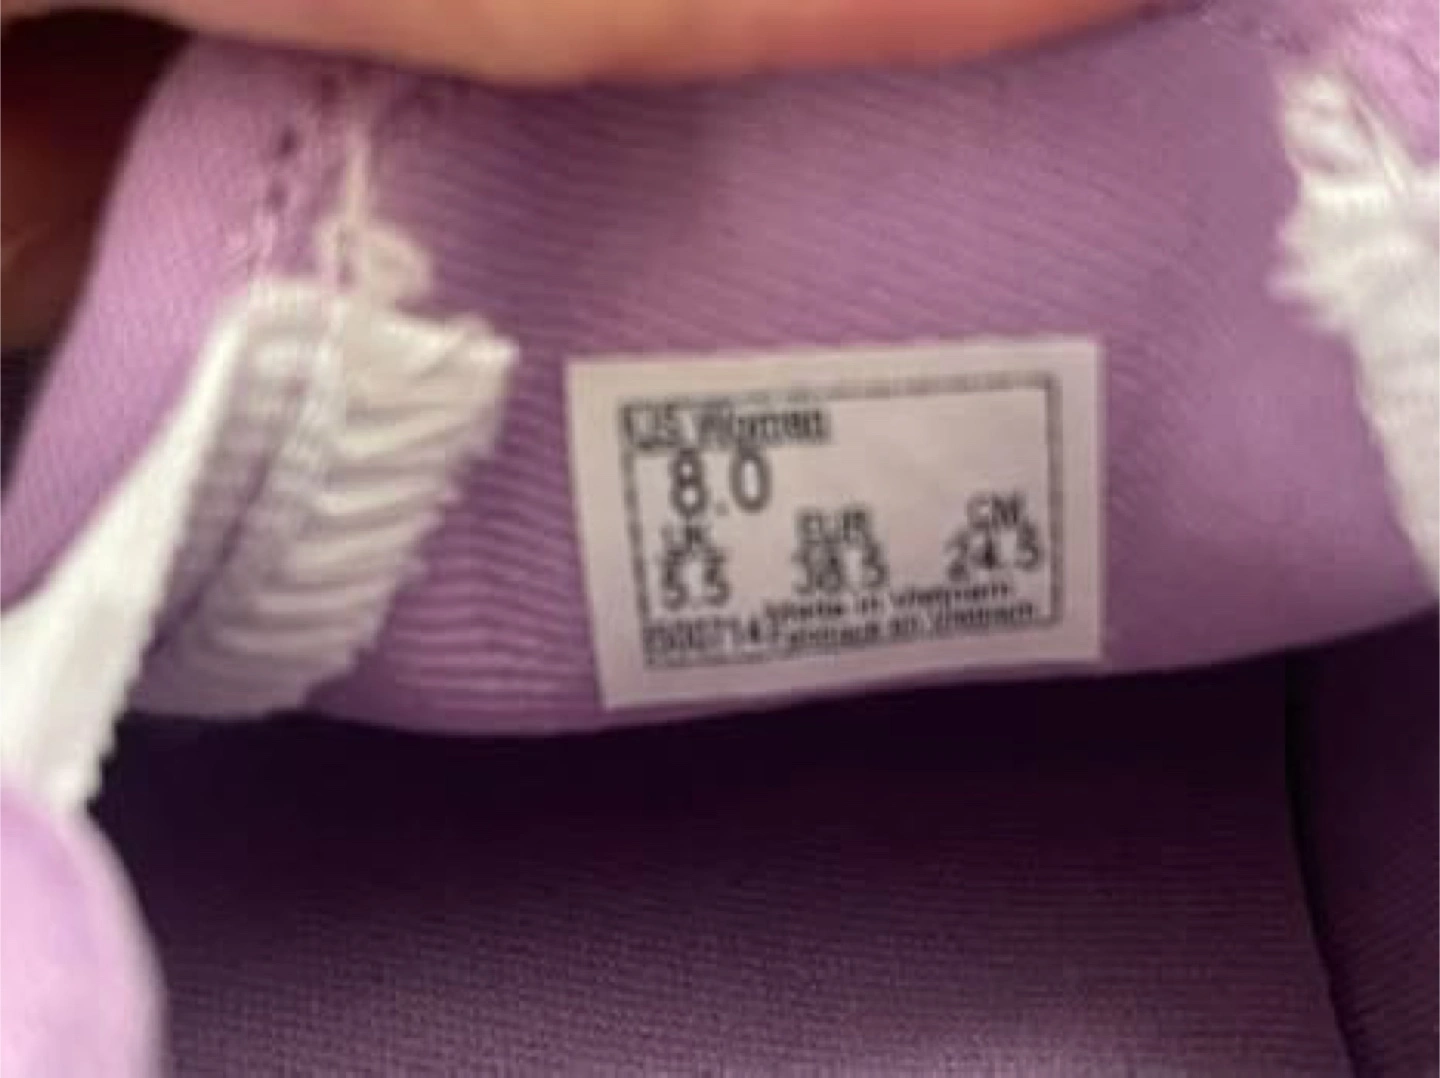 US Women
8.0
UK EUR CM
5.5 38.5 24.5
Made in Vietnam
Fabriqué au Vietnam